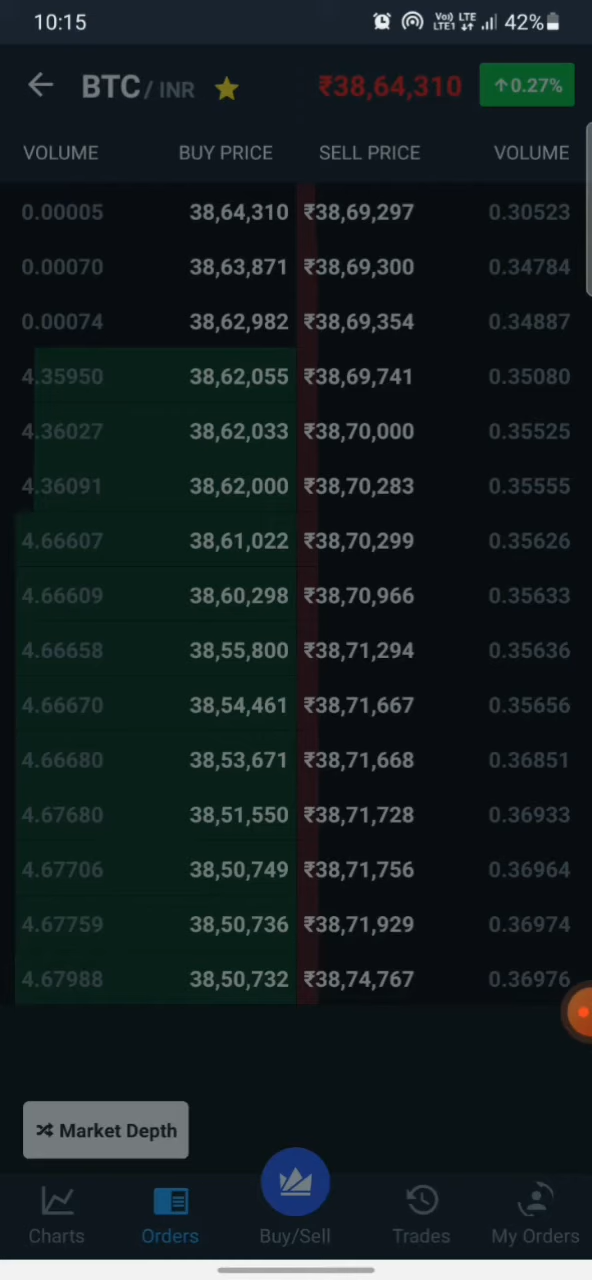 10:15 Vo) LTE LTE1 42%
BTC / INR ₹38,64,310 ↑0.27%
VOLUME BUY PRICE SELL PRICE VOLUME
0.00005 38,64,310 ₹38,69,297 0.30523
0.00070 38,63,871 ₹38,69,300 0.34784
0.00074 38,62,982 ₹38,69,354 0.34887
4.35950 38,62,055 ₹38,69,741 0.35080
4.36027 38,62,033 ₹38,70,000 0.35525
4.36091 38,62,000 ₹38,70,283 0.35555
4.66607 38,61,022 ₹38,70,299 0.35626
4.66609 38,60,298 ₹38,70,966 0.35633
4.66658 38,55,800 ₹38,71,294 0.35636
4.66670 38,54,461 ₹38,71,667 0.35656
4.66680 38,53,671 ₹38,71,668 0.36851
4.67680 38,51,550 ₹38,71,728 0.36933
4.67706 38,50,749 ₹38,71,756 0.36964
4.67759 38,50,736 ₹38,71,929 0.36974
4.67988 38,50,732 ₹38,74,767 0.36976
Market Depth
Charts Orders Buy/Sell Trades My Orders